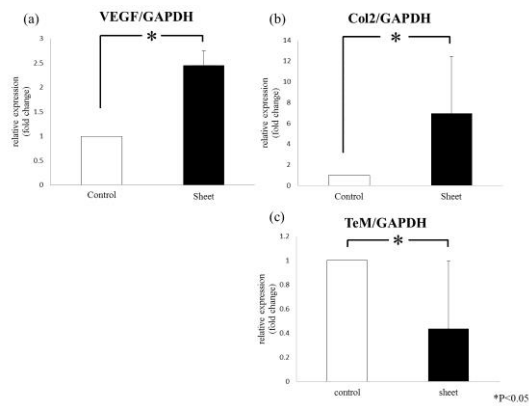 (a)
VEGF/GAPDH
*
relative expression
(fold change)
3
2.5
2
1.5
1
0.5
0
Control
Sheet
(b)
Col2/GAPDH
*
relative expression
(fold change)
14
12
10
8
6
4
2
0
Control
Sheet
(c)
TeM/GAPDH
*
relative expression
(fold change)
1.2
1
0.8
0.6
0.4
0.2
0
control
sheet
*P<0.05